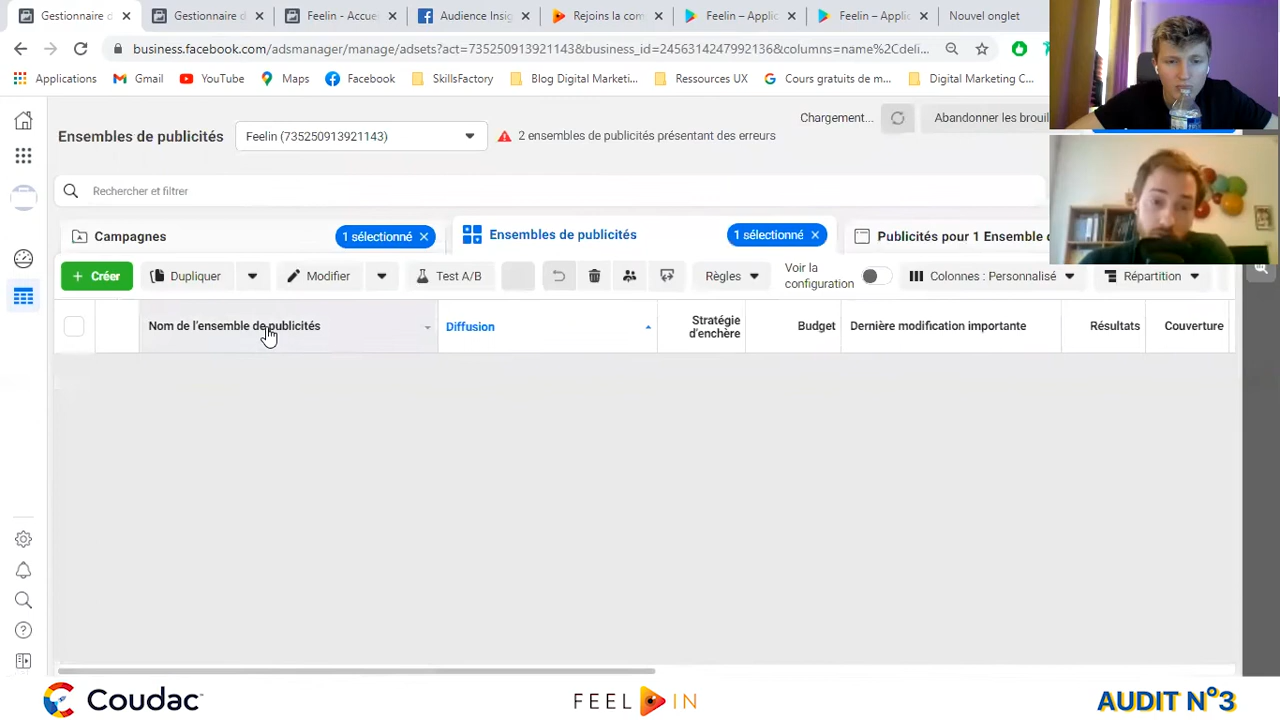 Gestionnaire d
Gestionnaire d
Feelin - Accue
Audience Insig
Rejoins la com
Feelin – Applic
Feelin – Applic
Nouvel onglet
business.facebook.com/adsmanager/manage/adsets?act=735250913921143&business_id=2456314247992136&columns=name%2Cdeli...
Applications
Gmail
YouTube
Maps
Facebook
SkillsFactory
Blog Digital Marketi...
Ressources UX
Cours gratuits de m...
Digital Marketing C...
Ensembles de publicités
Feelin (735250913921143)
2 ensembles de publicités présentant des erreurs
Chargement...
Abandonner les brouil
Rechercher et filtrer
Campagnes
1 sélectionné
Ensembles de publicités
1 sélectionné
Publicités pour 1 Ensemble d
+ Créer
Dupliquer
Modifier
Test A/B
Règles
Voir la
configuration
Colonnes : Personnalisé
Répartition
Nom de l'ensemble de publicités
Diffusion
Stratégie
d'enchère
Budget
Dernière modification importante
Résultats
Couverture
Coudac
FEEL IN
AUDIT N°3